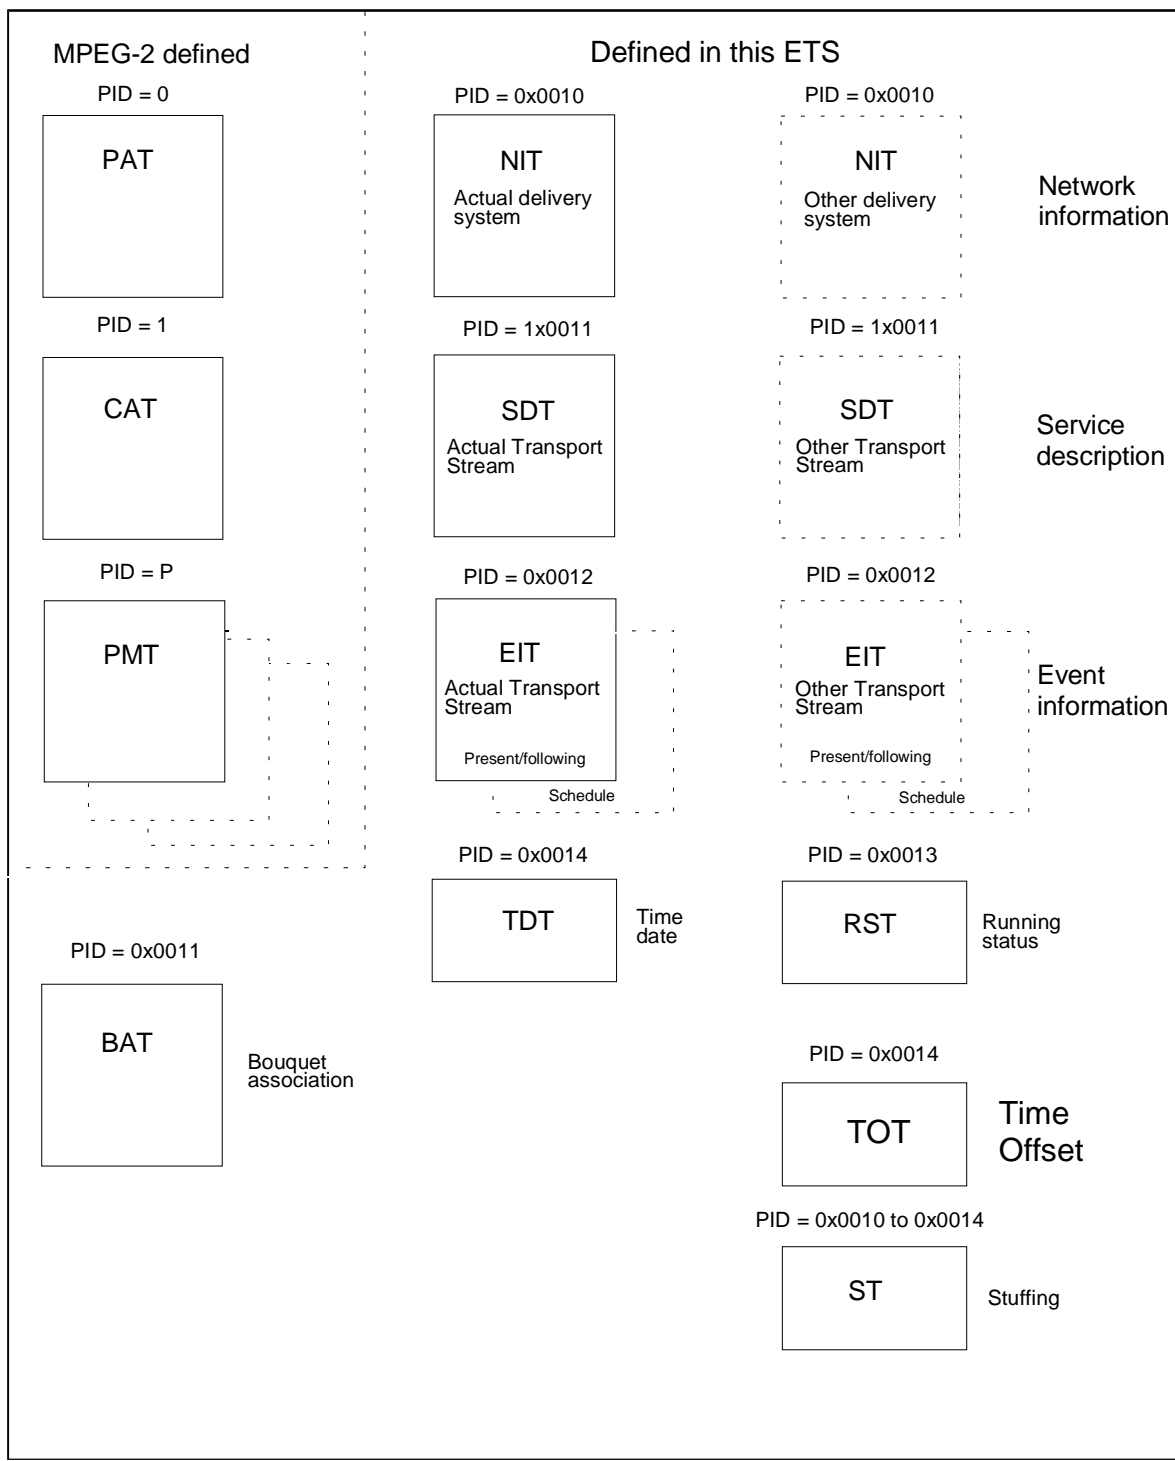 MPEG-2 defined
Defined in this ETS
PID = 0
PAT
PID = 0x0010
NIT
Actual delivery
system
PID = 0x0010
NIT
Other delivery
system
Network
information
PID = 1
CAT
PID = 1x0011
SDT
Actual Transport
Stream
PID = 1x0011
SDT
Other Transport
Stream
Service
description
PID = P
PMT
PID = 0x0012
EIT
Actual Transport
Stream
Present/following
Schedule
PID = 0x0012
EIT
Other Transport
Stream
Present/following
Schedule
Event
information
PID = 0x0014
TDT
Time
date
PID = 0x0013
RST
Running
status
PID = 0x0011
BAT
Bouquet
association
PID = 0x0014
TOT
Time
Offset
PID = 0x0010 to 0x0014
ST
Stuffing